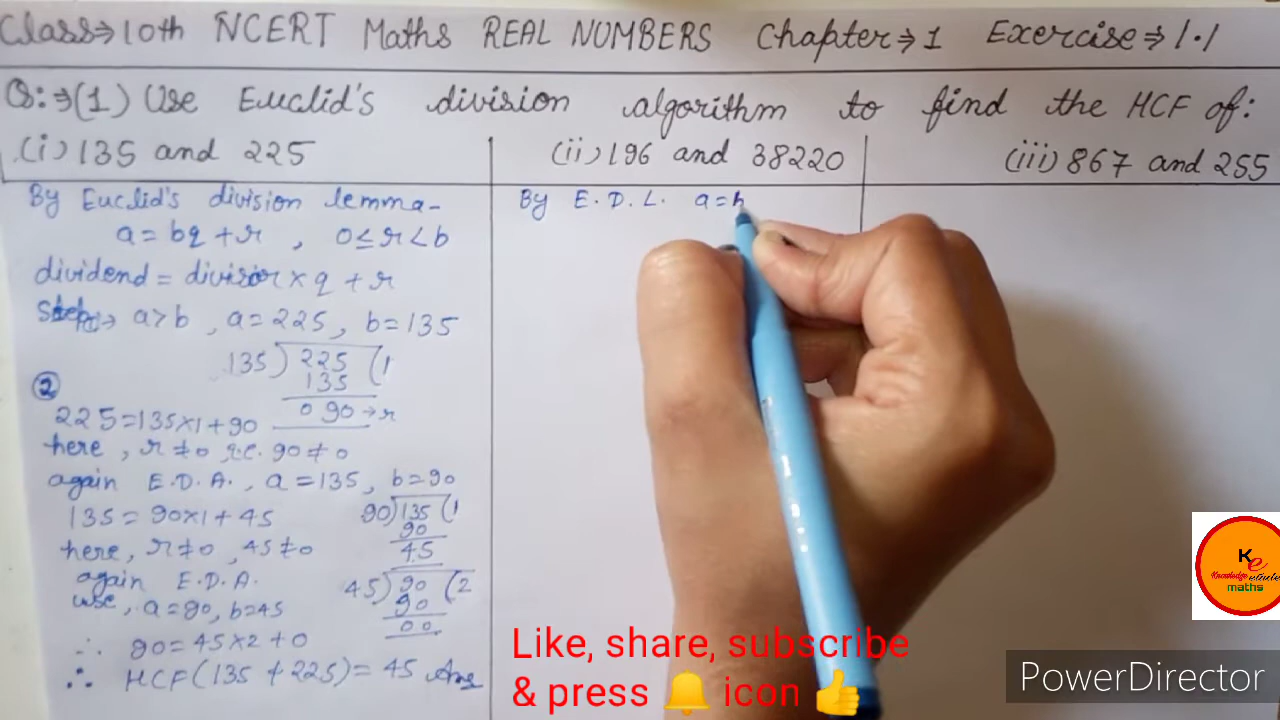 Class⇒10th NCERT Maths REAL NUMBERS Chapter⇒1 Exercise⇒1.1
Q:⇒(1) Use Euclid's division algorithm to find the HCF of:
(i) 135 and 225
(ii) 196 and 38220
(iii) 867 and 255
By Euclid's division lemma-
a = bq + r , 0≤r<b
dividend = divisor × q + r
Step① → a>b , a=225, b=135
135) 225 (1
135
0 90 → r
②
225=135×1+90
here, r≠0 i.e. 90≠0
again E.D.A., a=135, b=90
135 = 90×1+45
90) 135 (1
90
45
here, r≠0, 45≠0
again E.D.A.
use, a=90, b=45
45) 90 (2
90
00
∴ 90=45×2+0
∴ HCF(135 + 225)= 45 Ans
By E.D.L. a=b
Ke
Knowledge
maths
Like, share, subscribe
& press 🔔 icon 👍
PowerDirector